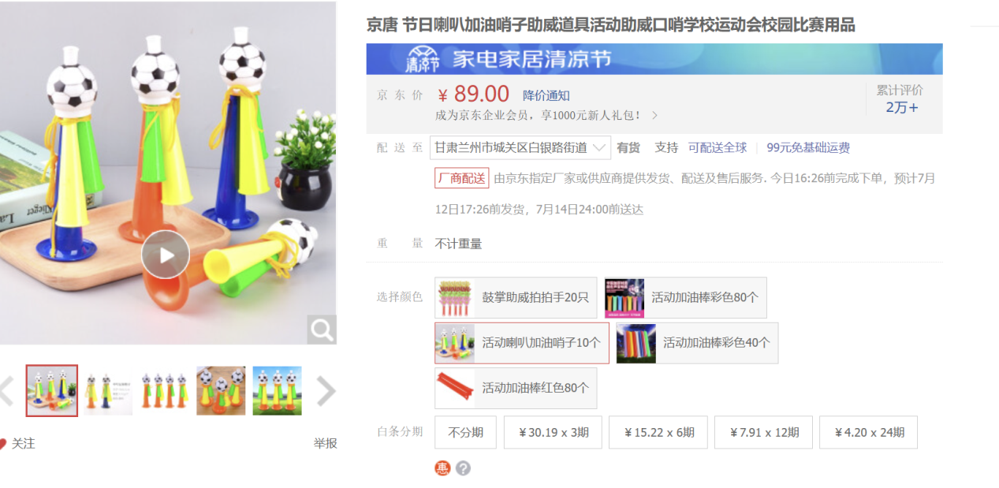 京唐 节日喇叭加油哨子助威道具活动助威口哨学校运动会校园比赛用品
清凉节 家电家居清凉节
京东价 ¥ 89.00 降价通知
累计评价
2万+
成为京东企业会员，享1000元新人礼包！ >
配送至 甘肃兰州市城关区白银路街道 有货 支持 可配送全球 | 99元免基础运费
厂商配送 由京东指定厂家或供应商提供发货、配送及售后服务. 今日16:26前完成下单，预计7月
12日17:26前发货，7月14日24:00前送达
重量 不计重量
选择颜色 鼓掌助威拍拍手20只 活动加油棒彩色80个
活动喇叭加油哨子10个 活动加油棒彩色40个
活动加油棒红色80个
白条分期 不分期 ¥30.19 x 3期 ¥15.22 x 6期 ¥7.91 x 12期 ¥4.20 x 24期
惠 ?
关注 举报